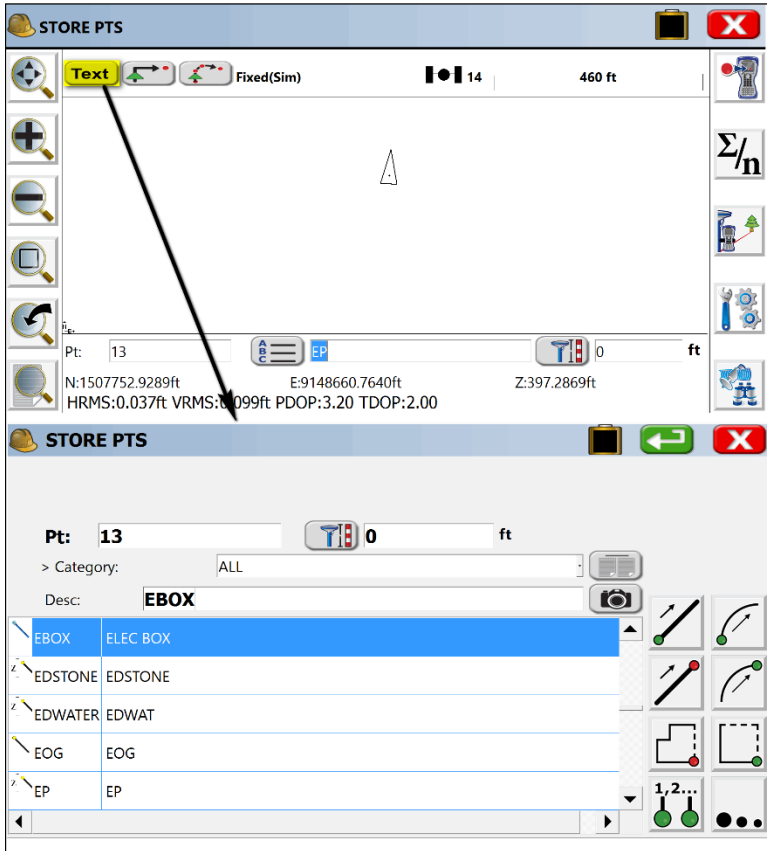 STORE PTS
Text Fixed(Sim) 14 460 ft
Σ/n
Pt: 13 A B C EP 0 ft
N:1507752.9289ft E:9148660.7640ft Z:397.2869ft
HRMS:0.037ft VRMS:0.099ft PDOP:3.20 TDOP:2.00
STORE PTS
Pt: 13 0 ft
> Category: ALL
Desc: EBOX
EBOX ELEC BOX
Z EDSTONE EDSTONE
Z EDWATER EDWAT
EOG EOG
Z EP EP
1,2...